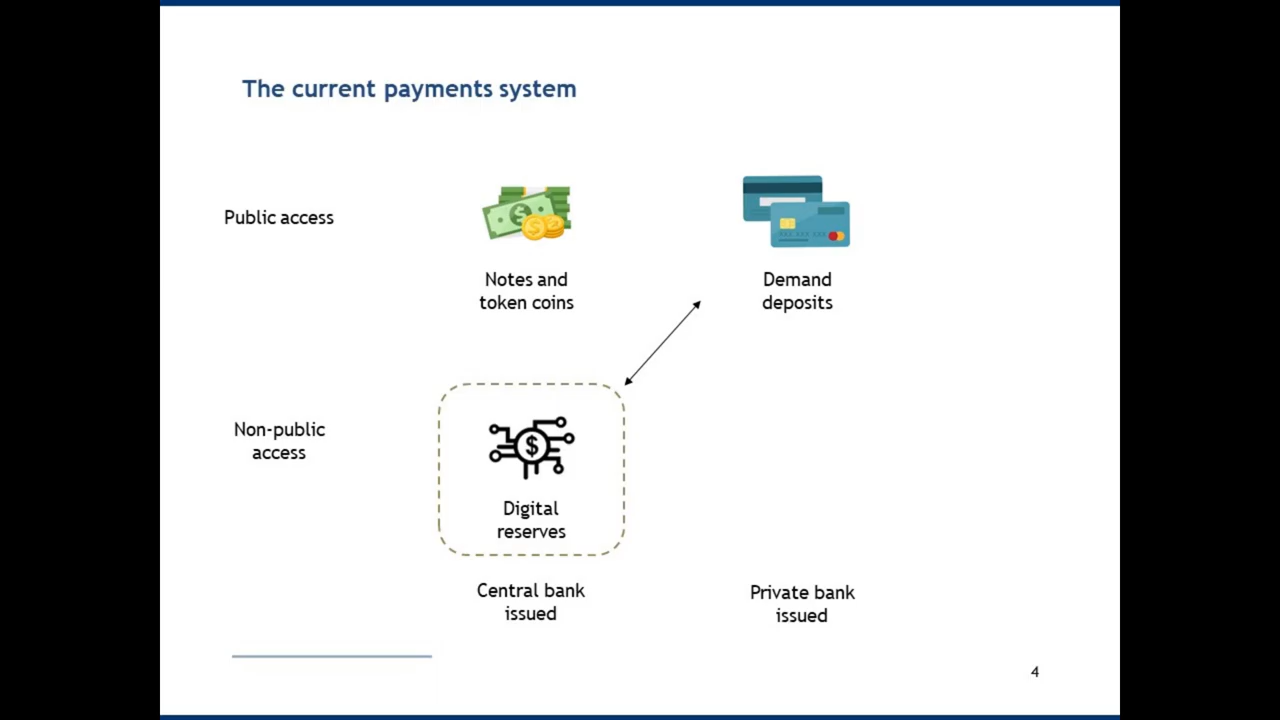 The current payments system
Public access
Notes and
token coins
Demand
deposits
Non-public
access
$
Digital
reserves
Central bank
issued
Private bank
issued
4